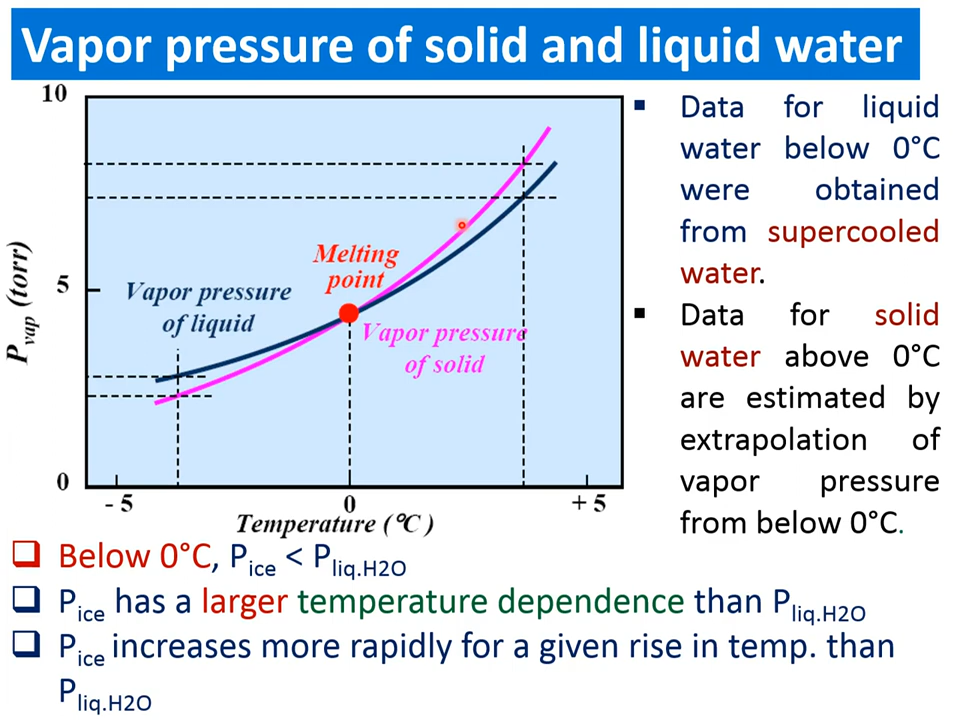 Vapor pressure of solid and liquid water
10
5
0
P vap (torr)
Melting
point
Vapor pressure
of liquid
Vapor pressure
of solid
- 5
0
+ 5
Temperature (°C )
▪ Data for liquid
water below 0°C
were obtained
from supercooled
water.
▪ Data for solid
water above 0°C
are estimated by
extrapolation of
vapor pressure
from below 0°C.
❑ Below 0°C, Pice < Pliq.H2O
❑ Pice has a larger temperature dependence than Pliq.H2O
❑ Pice increases more rapidly for a given rise in temp. than
Pliq.H2O